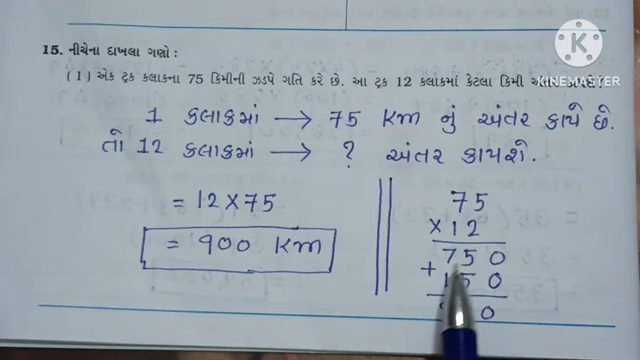 15. નીચેના દાખલા ગણો :
(1) એક ટ્રક કલાકના 75 કિમીની ઝડપે ગતિ કરે છે. આ ટ્રક 12 કલાકમાં કેટલા કિમી
KINEMASTER
1 કલાકમાં → 75 Km નું અંતર કાપે છે.
તો 12 કલાકમાં → ? અંતર કાપશે.
= 12 × 75
= 900 Km
75
× 12
750
+ 150
0